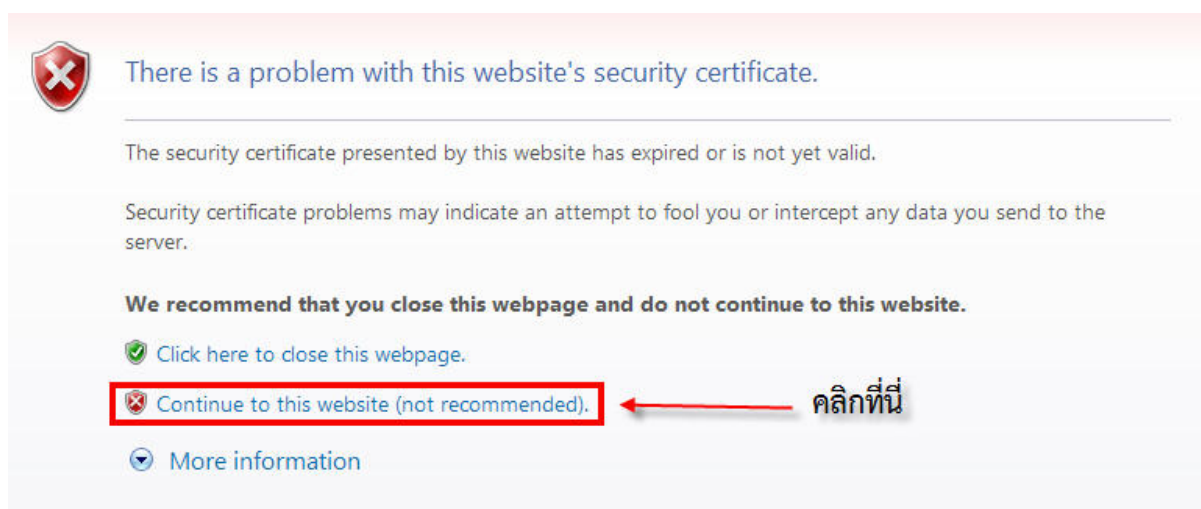 There is a problem with this website's security certificate.
The security certificate presented by this website has expired or is not yet valid.
Security certificate problems may indicate an attempt to fool you or intercept any data you send to the
server.
We recommend that you close this webpage and do not continue to this website.
Click here to close this webpage.
Continue to this website (not recommended).
คลิกที่นี่
More information